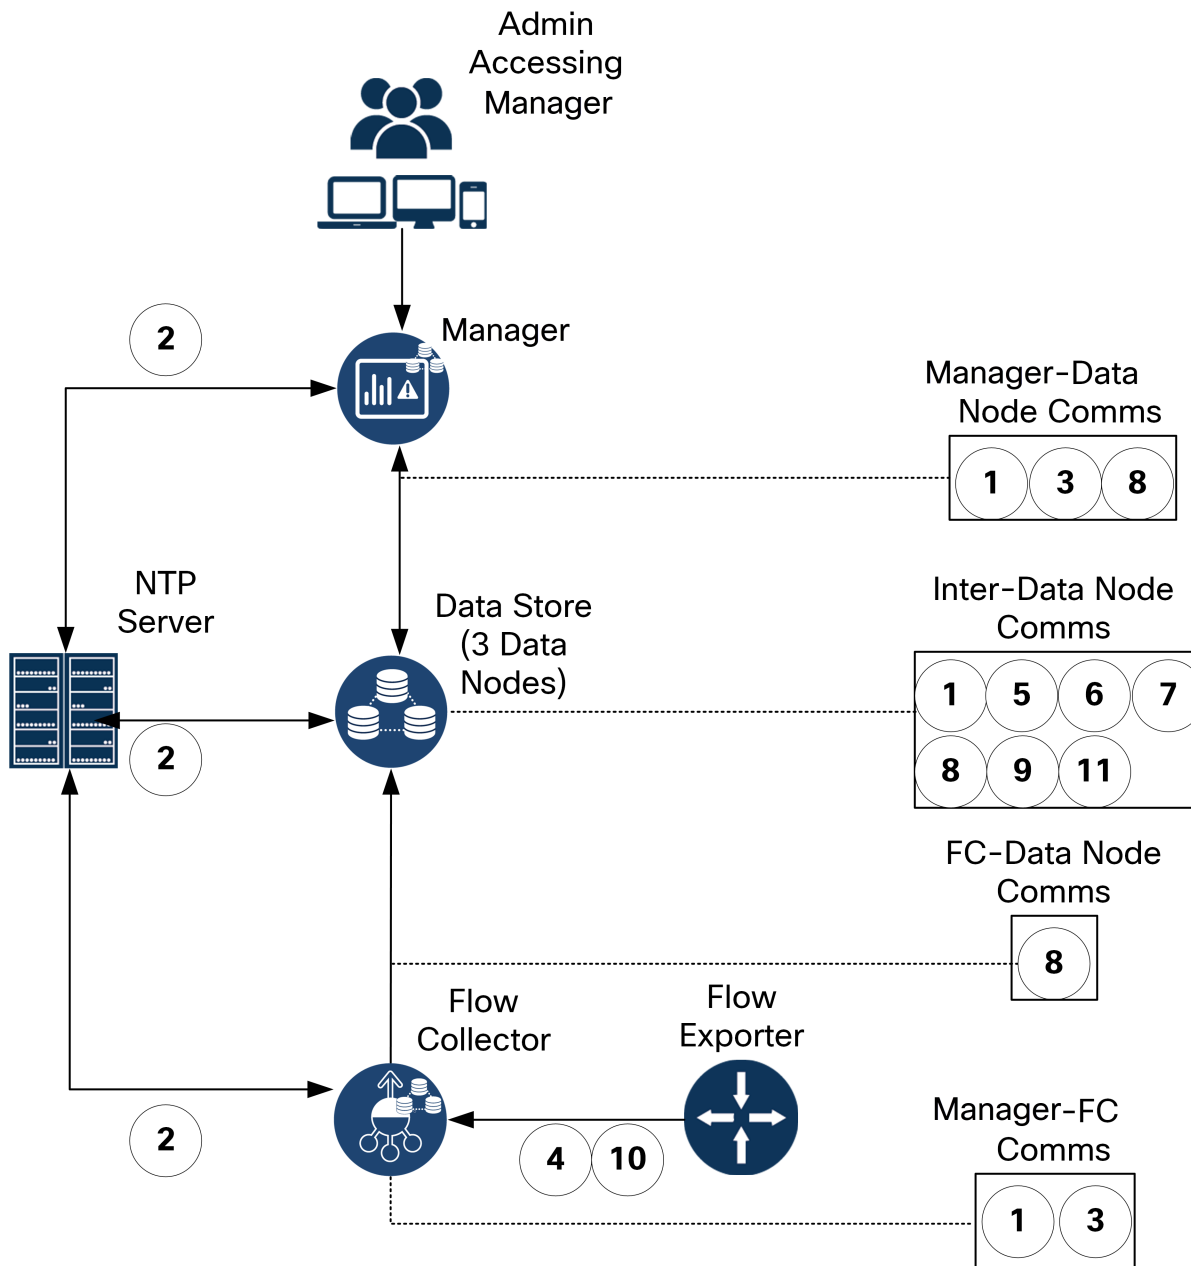 Admin
Accessing
Manager
2
Manager
Manager-Data
Node Comms
1 3 8
NTP
Server
Data Store
(3 Data
Nodes)
2
Inter-Data Node
Comms
1 5 6 7
8 9 11
FC-Data Node
Comms
8
Flow
Collector
Flow
Exporter
2
4 10
Manager-FC
Comms
1 3